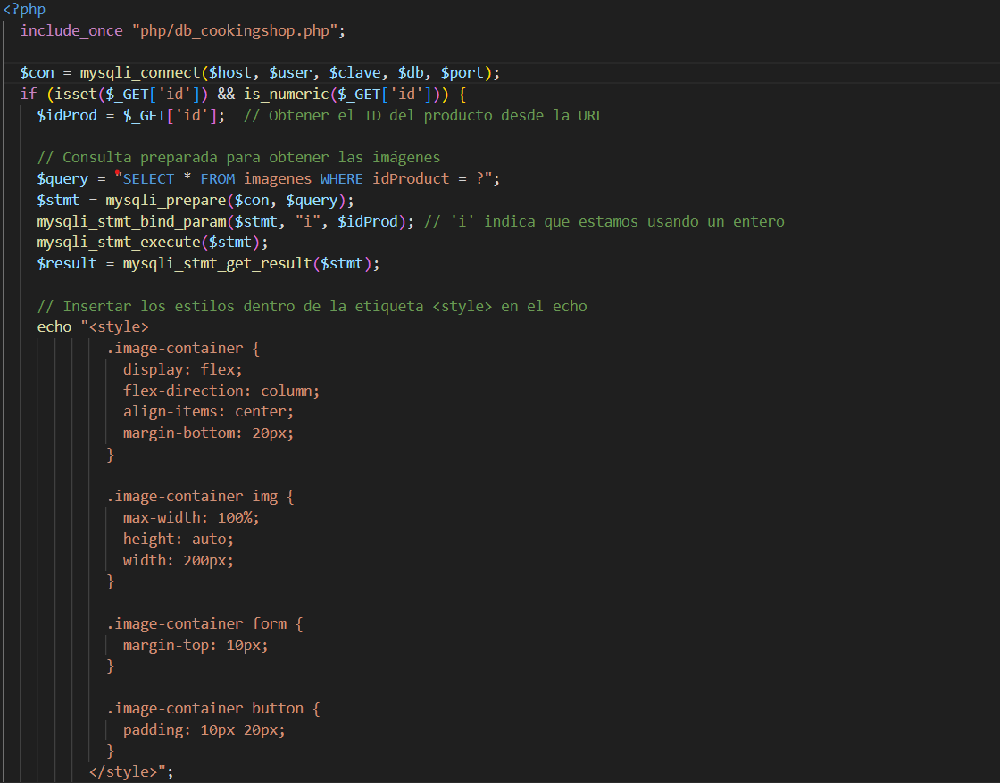 <?php
include_once "php/db_cookingshop.php";
$con = mysqli_connect($host, $user, $clave, $db, $port);
if (isset($_GET['id']) && is_numeric($_GET['id'])) {
$idProd = $_GET['id'];  // Obtener el ID del producto desde la URL
// Consulta preparada para obtener las imágenes
$query = "SELECT * FROM imagenes WHERE idProduct = ?";
$stmt = mysqli_prepare($con, $query);
mysqli_stmt_bind_param($stmt, "i", $idProd); // 'i' indica que estamos usando un entero
mysqli_stmt_execute($stmt);
$result = mysqli_stmt_get_result($stmt);
// Insertar los estilos dentro de la etiqueta <style> en el echo
echo "<style>
.image-container {
display: flex;
flex-direction: column;
align-items: center;
margin-bottom: 20px;
}
.image-container img {
max-width: 100%;
height: auto;
width: 200px;
}
.image-container form {
margin-top: 10px;
}
.image-container button {
padding: 10px 20px;
}
</style>";